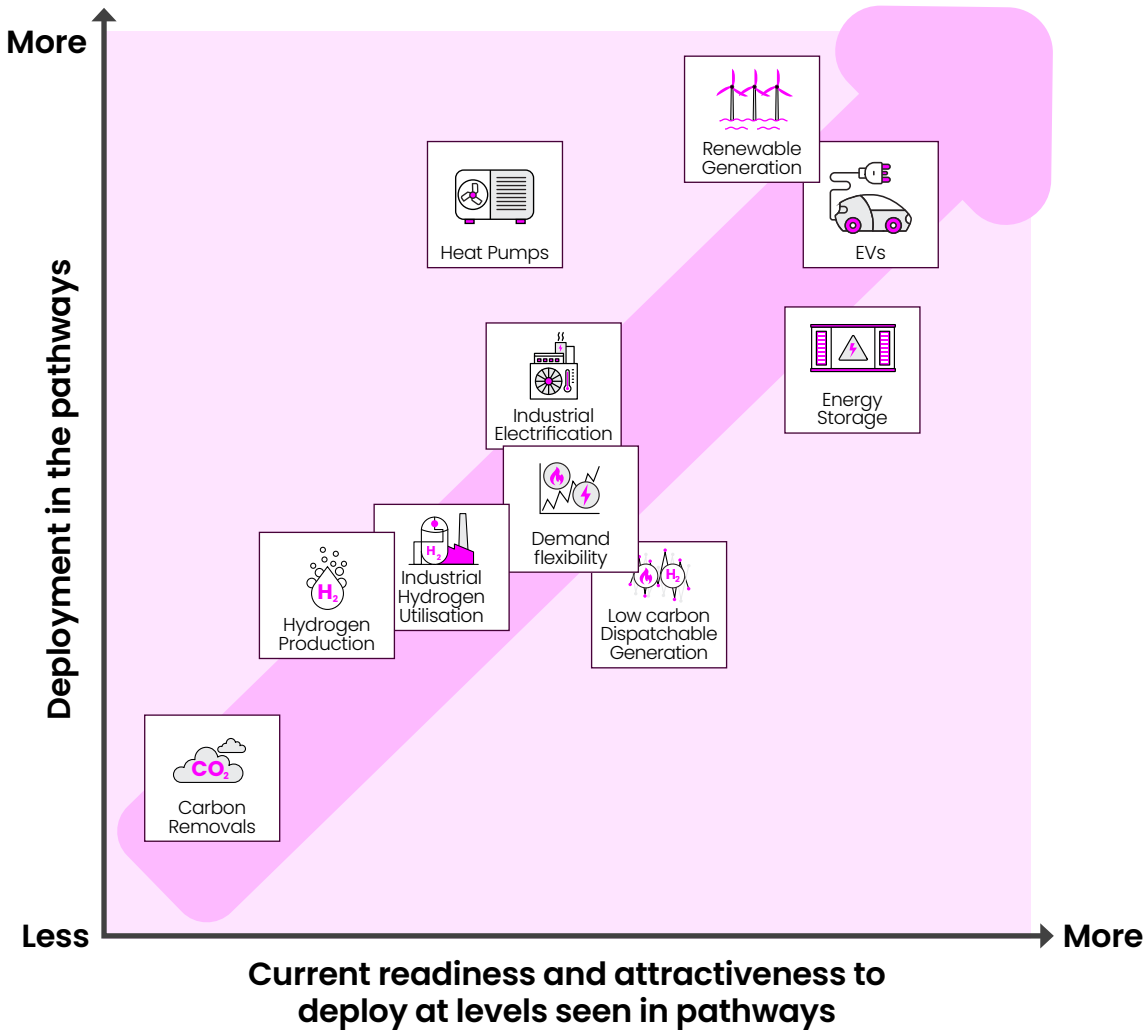 More
Renewable
Generation
Heat Pumps
EVs
Industrial
Electrification
Energy
Storage
Demand
flexibility
H₂
Industrial
Hydrogen
Utilisation
H₂
Hydrogen
Production
H₂
Low carbon
Dispatchable
Generation
CO₂
Carbon
Removals
Deployment in the pathways
Less
More
Current readiness and attractiveness to
deploy at levels seen in pathways